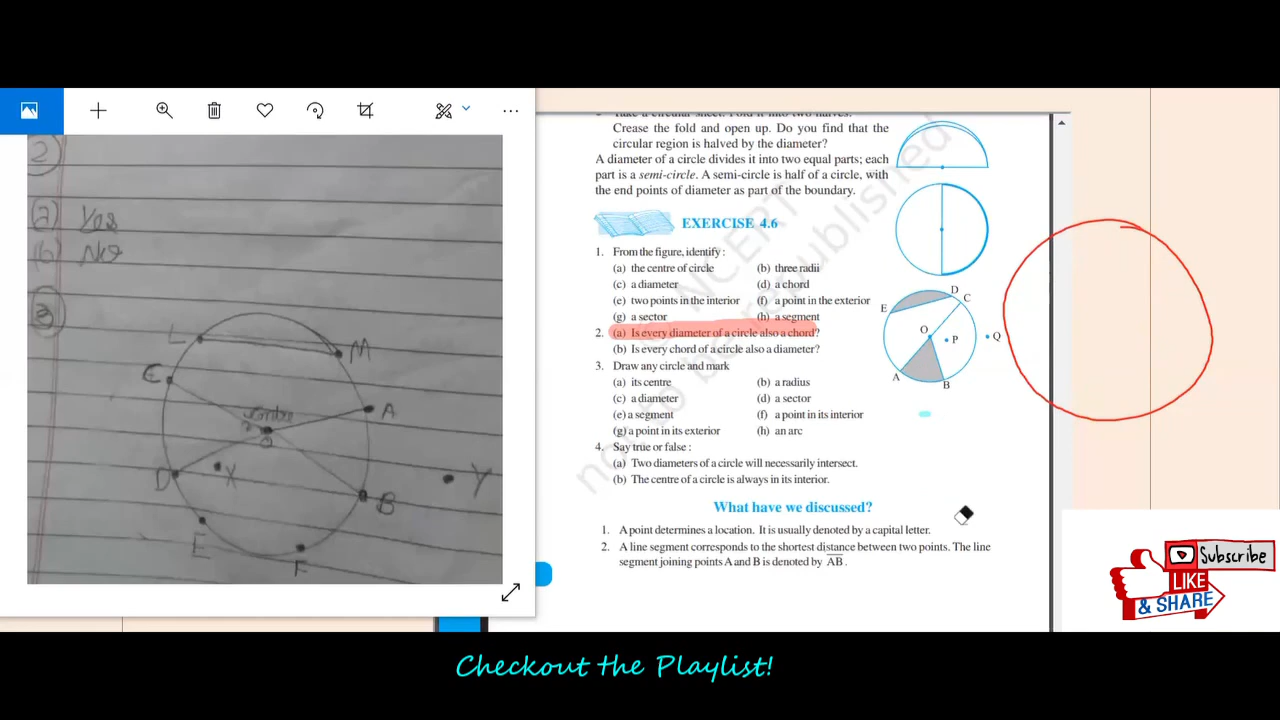 2
(a) Yes
(b) No
3
L
M
C
A
Centre
O
D
X
B
Y
E
F
Crease the fold and open up. Do you find that the
circular region is halved by the diameter?
A diameter of a circle divides it into two equal parts; each
part is a semi-circle. A semi-circle is half of a circle, with
the end points of diameter as part of the boundary.
EXERCISE 4.6
1. From the figure, identify :
(a) the centre of circle (b) three radii
(c) a diameter (d) a chord
(e) two points in the interior (f) a point in the exterior
(g) a sector (h) a segment
2. (a) Is every diameter of a circle also a chord?
(b) Is every chord of a circle also a diameter?
3. Draw any circle and mark
(a) its centre (b) a radius
(c) a diameter (d) a sector
(e) a segment (f) a point in its interior
(g) a point in its exterior (h) an arc
4. Say true or false :
(a) Two diameters of a circle will necessarily intersect.
(b) The centre of a circle is always in its interior.
What have we discussed?
1. A point determines a location. It is usually denoted by a capital letter.
2. A line segment corresponds to the shortest distance between two points. The line
segment joining points A and B is denoted by AB.
D
C
E
O
P
Q
A
B
NCERT
not to be republished
Subscribe
LIKE
& SHARE
Checkout the Playlist!